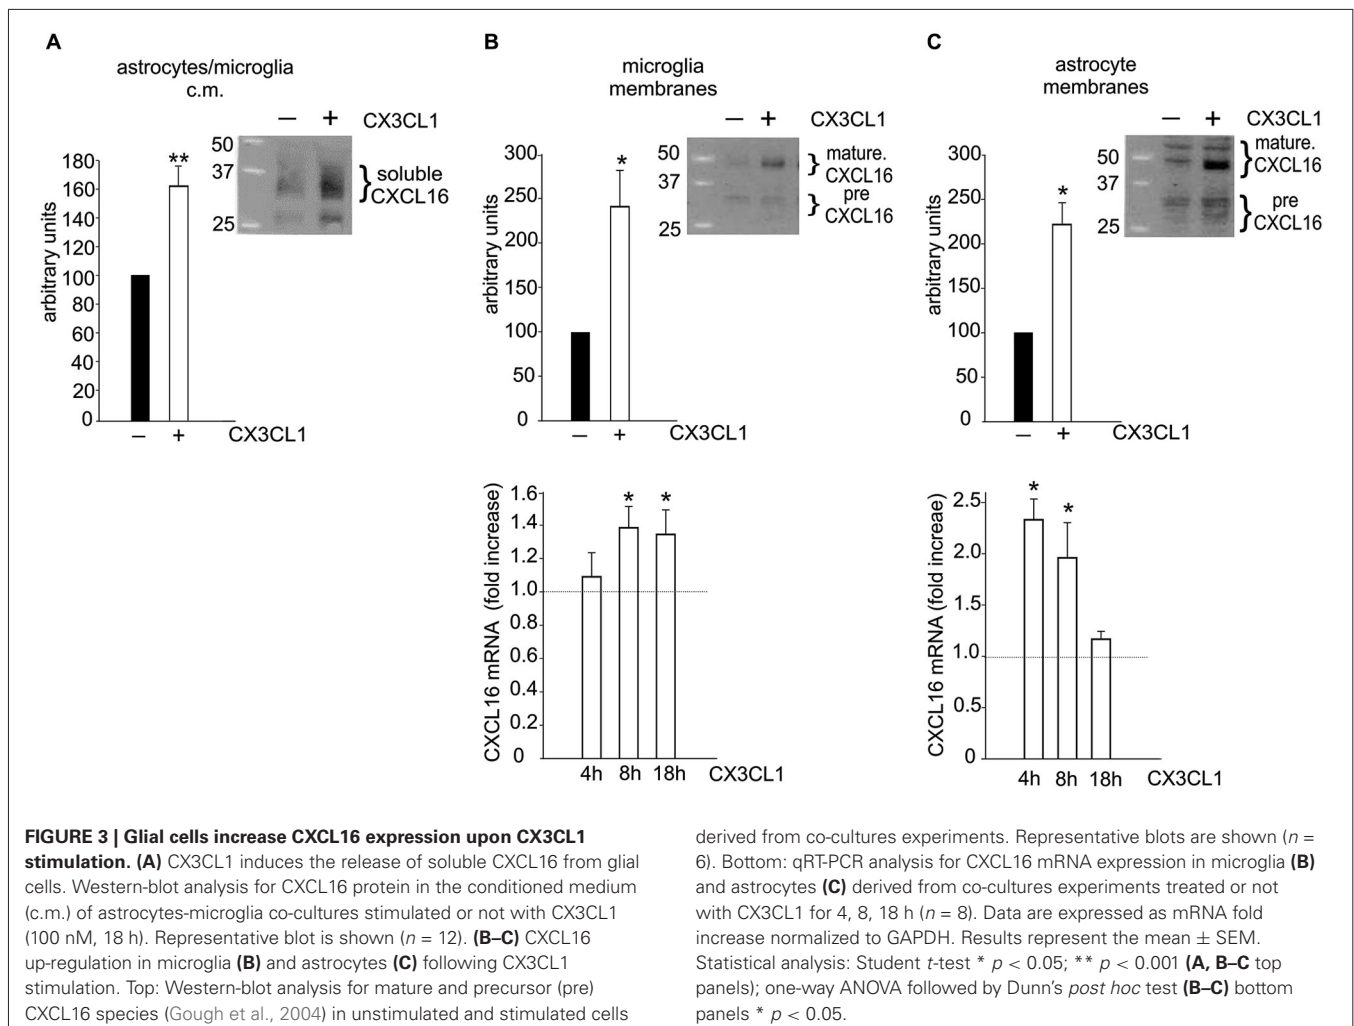 A
astrocytes/microglia
c.m.
– + CX3CL1
50
37
25
soluble
CXCL16
arbitrary units
180
160
140
120
100
80
60
40
20
0
**
– + CX3CL1
B
microglia
membranes
– + CX3CL1
50
37
25
mature.
CXCL16
pre
CXCL16
arbitrary units
300
250
200
150
100
50
0
*
– + CX3CL1
CXCL16 mRNA (fold increase)
1.6
1.4
1.2
1.0
0.8
0.6
0.4
0.2
0
* *
4h 8h 18h CX3CL1
C
astrocyte
membranes
– + CX3CL1
50
37
25
mature.
CXCL16
pre
CXCL16
arbitrary units
300
250
200
150
100
50
0
*
– + CX3CL1
CXCL16 mRNA (fold increae)
2.5
2.0
1.5
1.0
0.5
0
* *
4h 8h 18h CX3CL1
FIGURE 3 | Glial cells increase CXCL16 expression upon CX3CL1
stimulation. (A) CX3CL1 induces the release of soluble CXCL16 from glial
cells. Western-blot analysis for CXCL16 protein in the conditioned medium
(c.m.) of astrocytes-microglia co-cultures stimulated or not with CX3CL1
(100 nM, 18 h). Representative blot is shown (n = 12). (B–C) CXCL16
up-regulation in microglia (B) and astrocytes (C) following CX3CL1
stimulation. Top: Western-blot analysis for mature and precursor (pre)
CXCL16 species (Gough et al., 2004) in unstimulated and stimulated cells
derived from co-cultures experiments. Representative blots are shown (n =
6). Bottom: qRT-PCR analysis for CXCL16 mRNA expression in microglia (B)
and astrocytes (C) derived from co-cultures experiments treated or not
with CX3CL1 for 4, 8, 18 h (n = 8). Data are expressed as mRNA fold
increase normalized to GAPDH. Results represent the mean ± SEM.
Statistical analysis: Student t-test * p < 0.05; ** p < 0.001 (A, B–C top
panels); one-way ANOVA followed by Dunn's post hoc test (B–C) bottom
panels * p < 0.05.